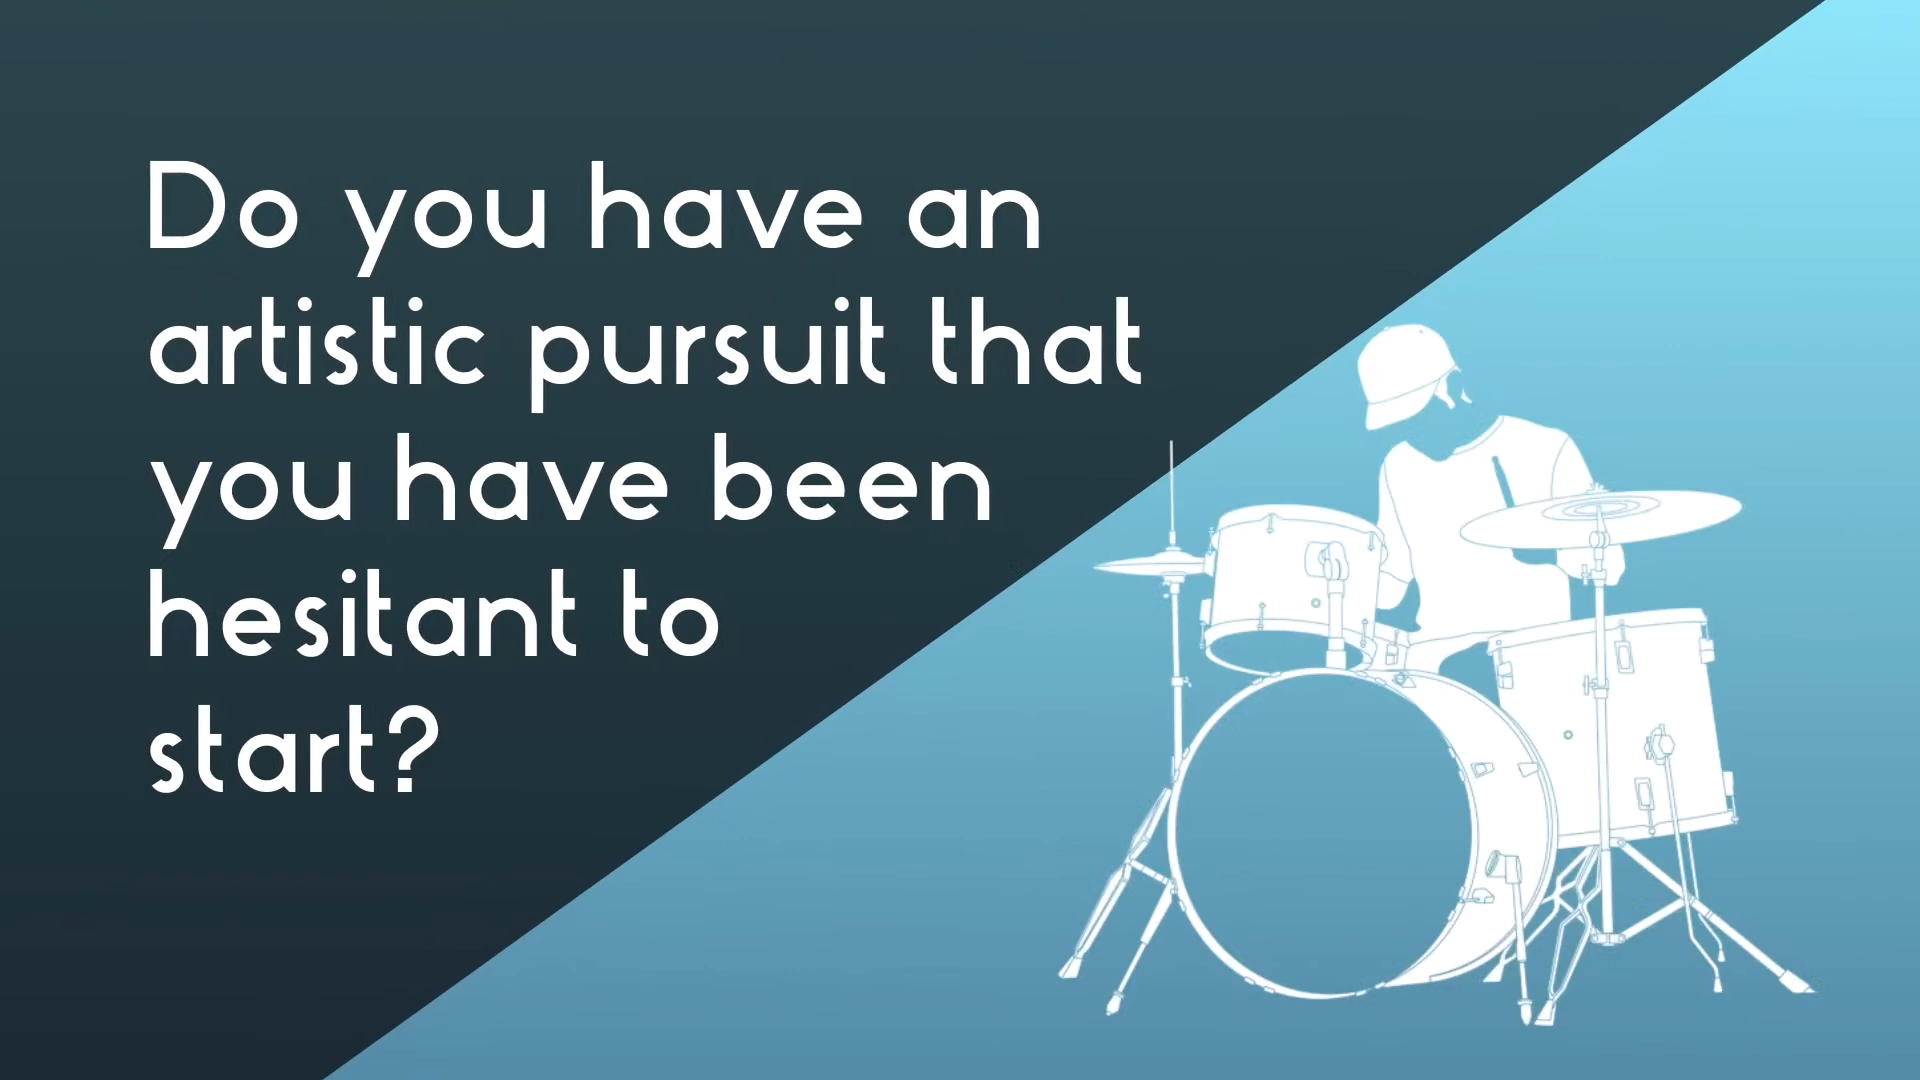 Do you have an
artistic pursuit that
you have been
hesitant to
start?